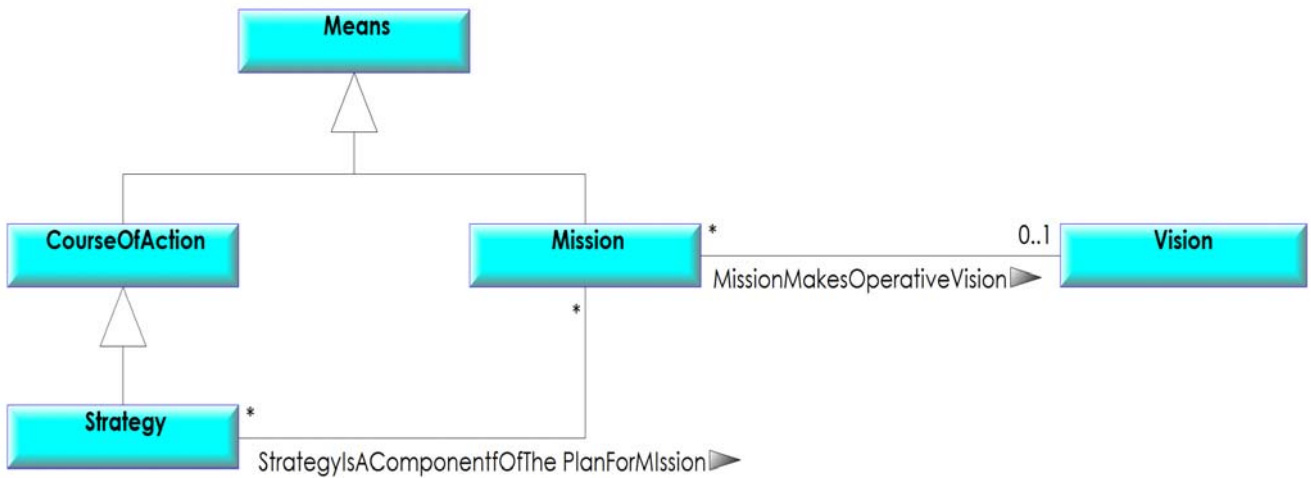 Means
CourseOfAction
Mission
*
0..1
Vision
MissionMakesOperativeVision
*
Strategy
*
StrategyIsAComponentfOfThe PlanForMIssion